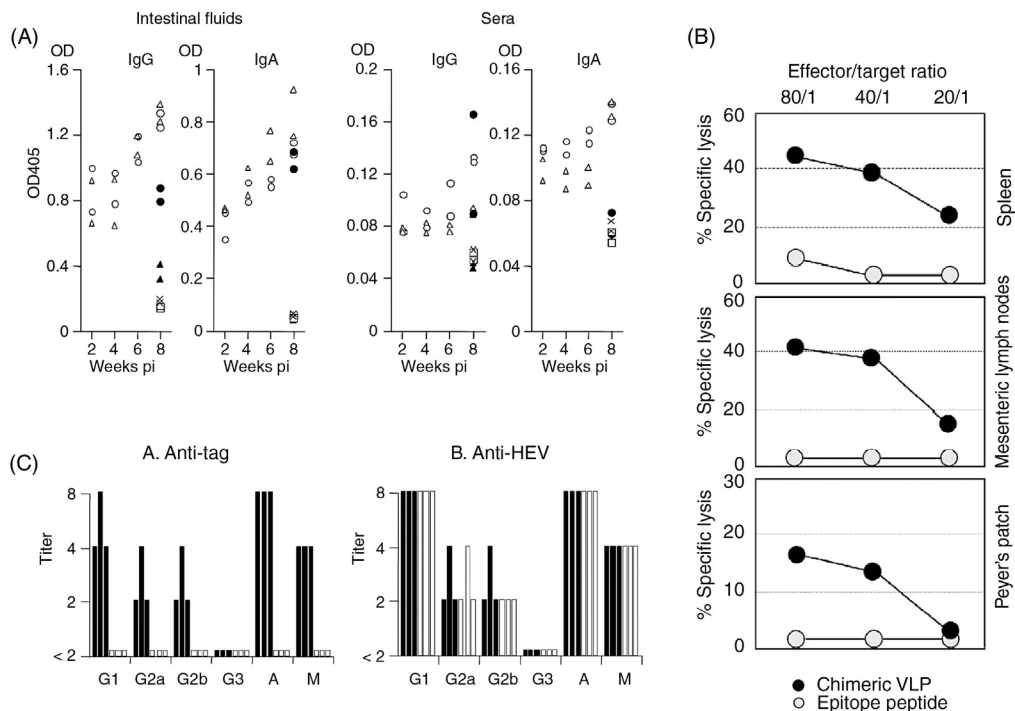 (A)
Intestinal fluids
Sera
OD
IgG
OD
IgA
OD
IgG
OD
IgA
OD405
1.6
1.2
0.8
0.4
0
1
0.8
0.6
0.4
0.2
0
0.2
0.16
0.12
0.08
0.04
0
0.2
0.16
0.12
0.08
0.04
0
2 4 6 8
2 4 6 8
2 4 6 8
2 4 6 8
Weeks pi
Weeks pi
Weeks pi
Weeks pi
(B)
Effector/target ratio
80/1 40/1 20/1
% Specific lysis
60
40
20
0
Spleen
% Specific lysis
60
40
20
0
Mesenteric lymph nodes
% Specific lysis
30
20
10
0
Peyer's patch
Chimeric VLP
Epitope peptide
(C)
A. Anti-tag
Titer
8
4
2
< 2
G1 G2a G2b G3 A M
B. Anti-HEV
Titer
8
4
2
< 2
G1 G2a G2b G3 A M